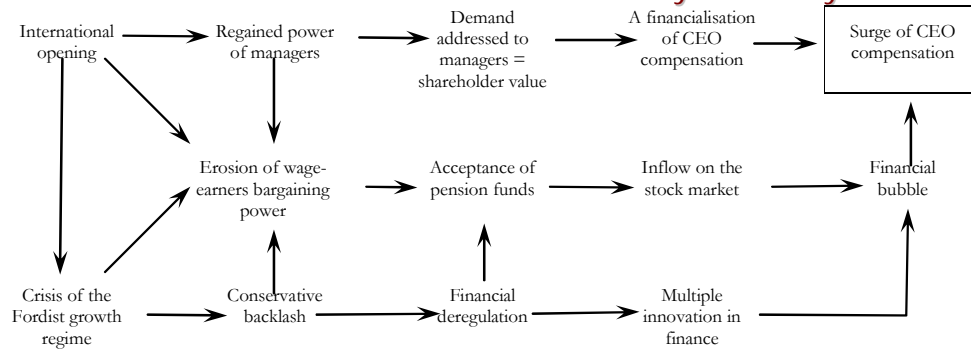 International
opening
Regained power
of managers
Demand
addressed to
managers =
shareholder value
A financialisation
of CEO
compensation
Surge of CEO
compensation
Erosion of wage-
earners bargaining
power
Acceptance of
pension funds
Inflow on the
stock market
Financial
bubble
Crisis of the
Fordist growth
regime
Conservative
backlash
Financial
deregulation
Multiple
innovation in
finance